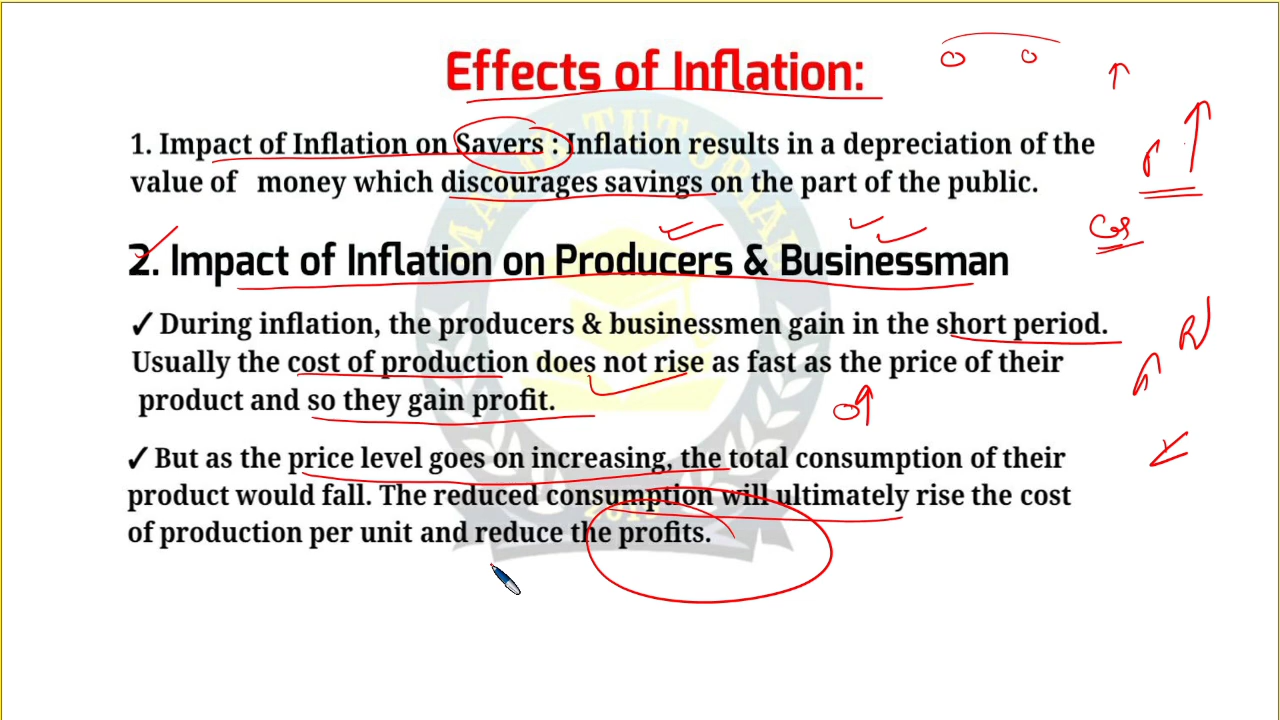 Effects of Inflation:
1. Impact of Inflation on Savers : Inflation results in a depreciation of the
value of money which discourages savings on the part of the public.
2. Impact of Inflation on Producers & Businessman
✓ During inflation, the producers & businessmen gain in the short period.
Usually the cost of production does not rise as fast as the price of their
product and so they gain profit.
✓ But as the price level goes on increasing, the total consumption of their
product would fall. The reduced consumption will ultimately rise the cost
of production per unit and reduce the profits.